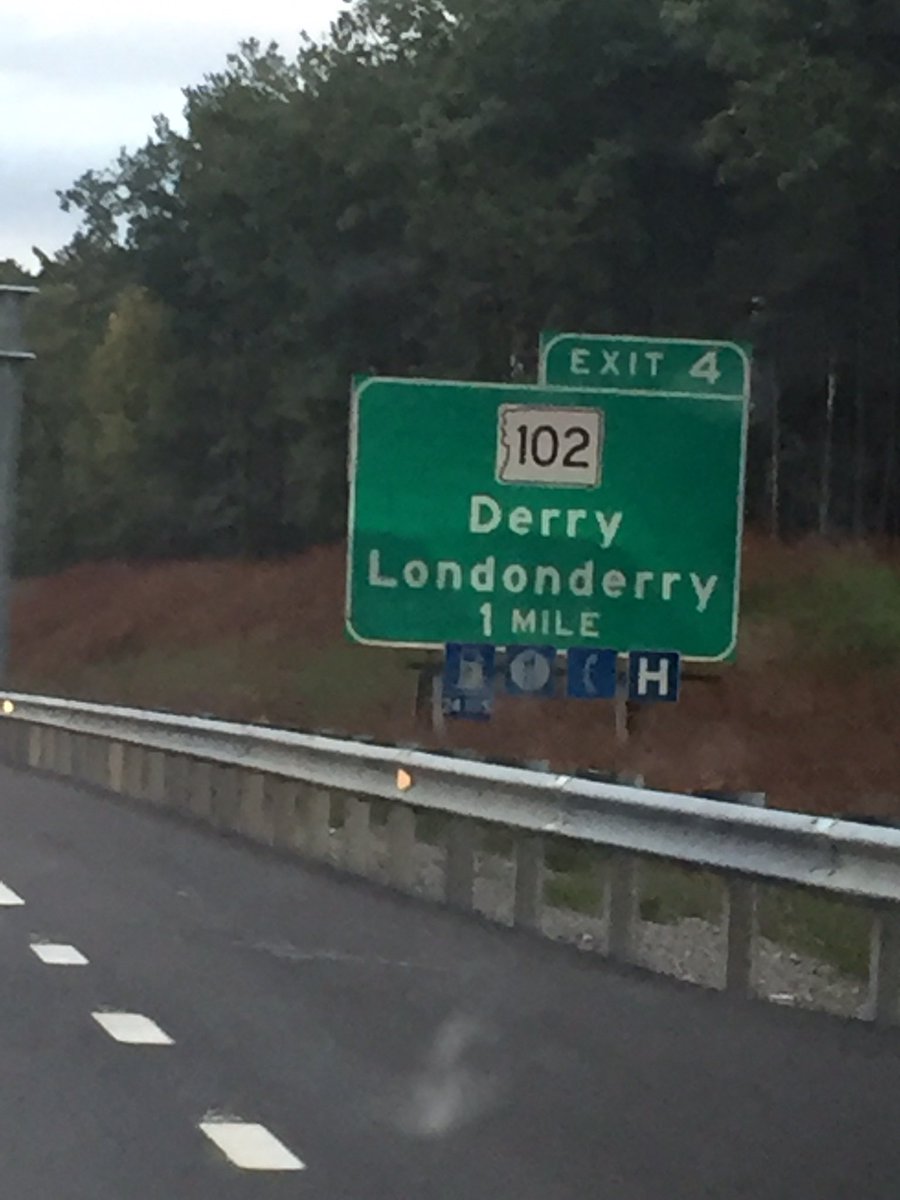 EXIT 4
102
Derry
Londonderry
1 MILE
H